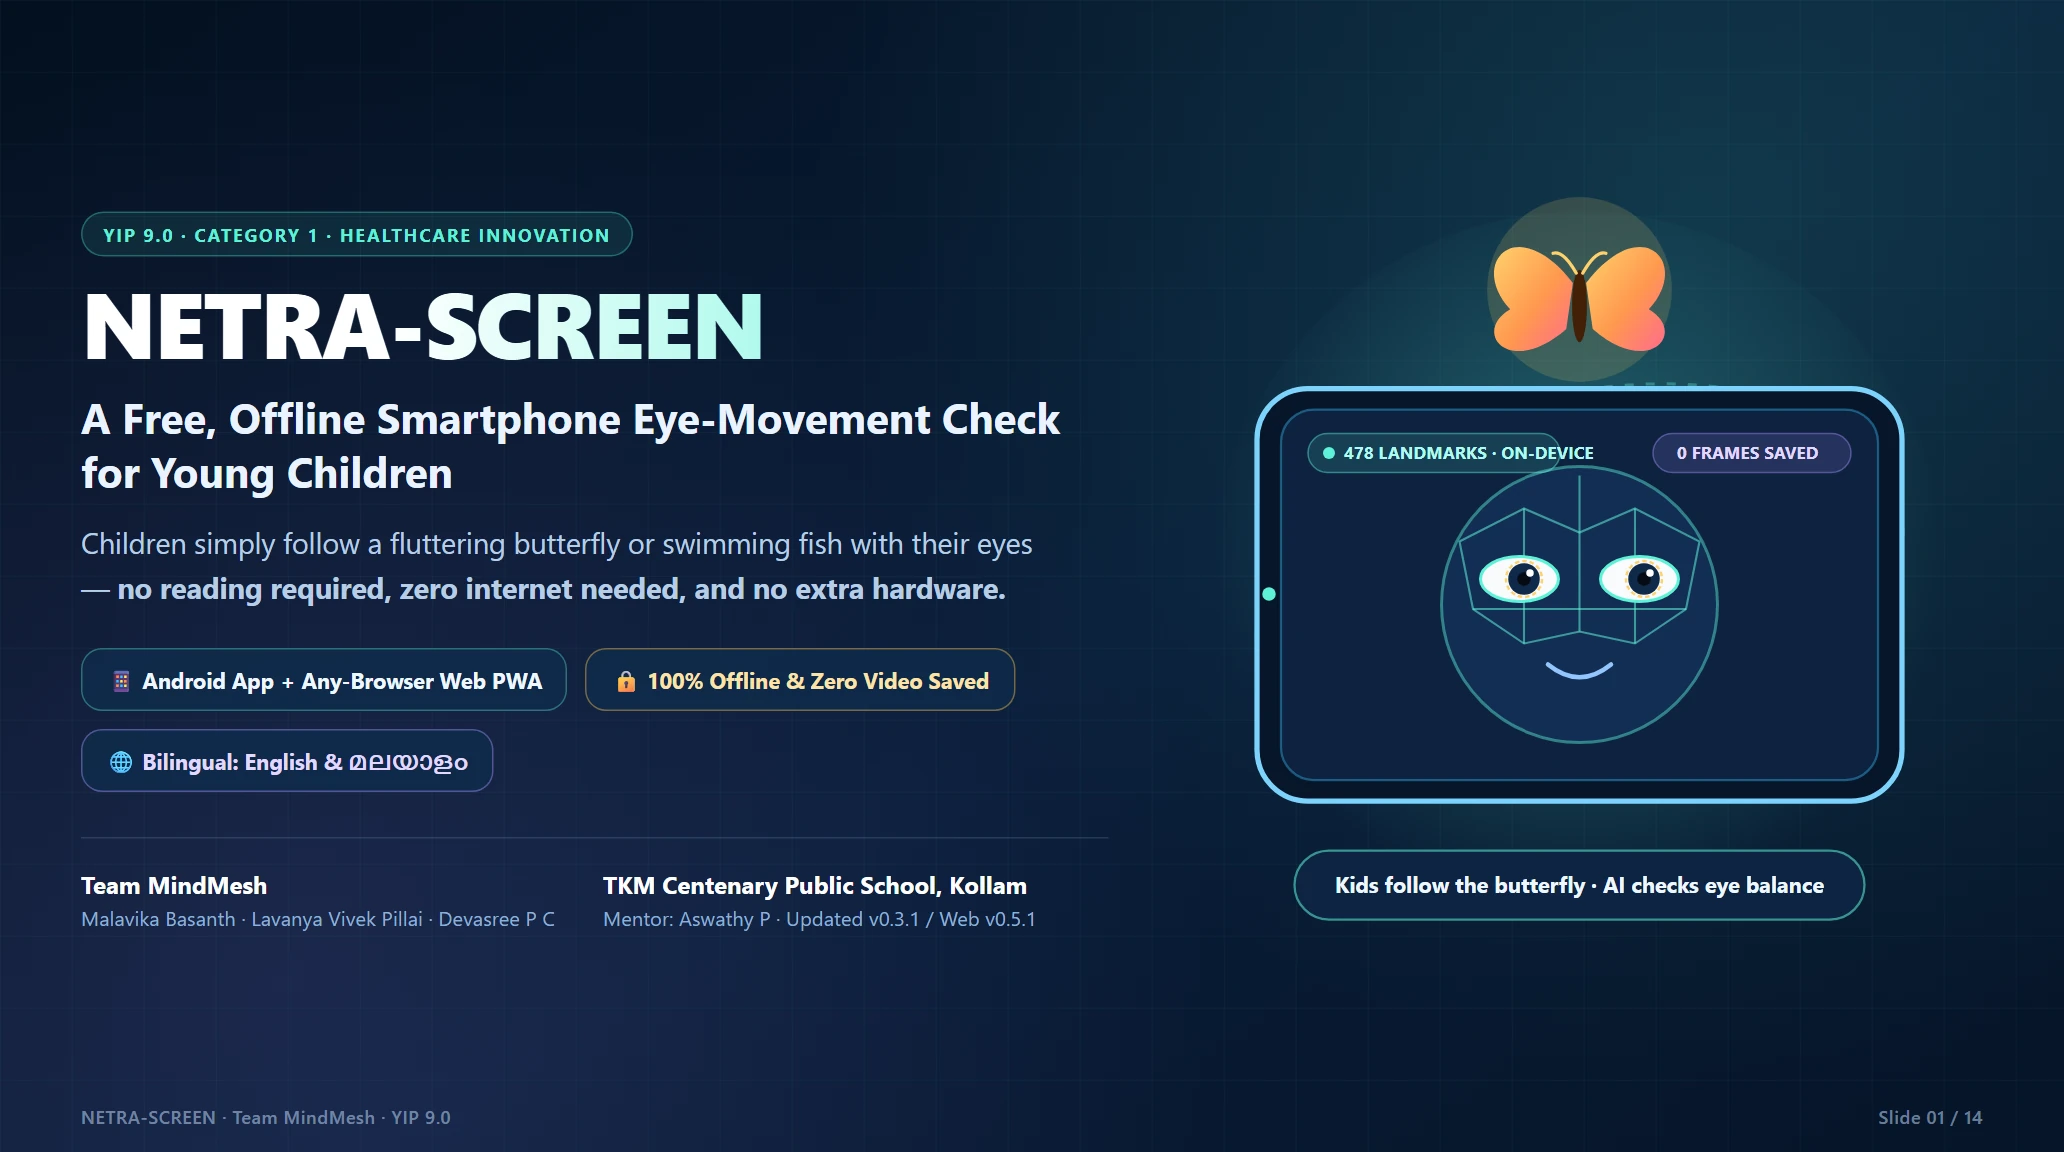 YIP 9.0 · CATEGORY 1 · HEALTHCARE INNOVATION
NETRA-SCREEN
A Free, Offline Smartphone Eye-Movement Check
for Young Children
Children simply follow a fluttering butterfly or swimming fish with their eyes
— no reading required, zero internet needed, and no extra hardware.
Android App + Any-Browser Web PWA
100% Offline & Zero Video Saved
Bilingual: English & മലയാളം
Team MindMesh
Malavika Basanth · Lavanya Vivek Pillai · Devasree P C
TKM Centenary Public School, Kollam
Mentor: Aswathy P · Updated v0.3.1 / Web v0.5.1
478 LANDMARKS · ON-DEVICE
0 FRAMES SAVED
Kids follow the butterfly · AI checks eye balance
NETRA-SCREEN · Team MindMesh · YIP 9.0
Slide 01 / 14